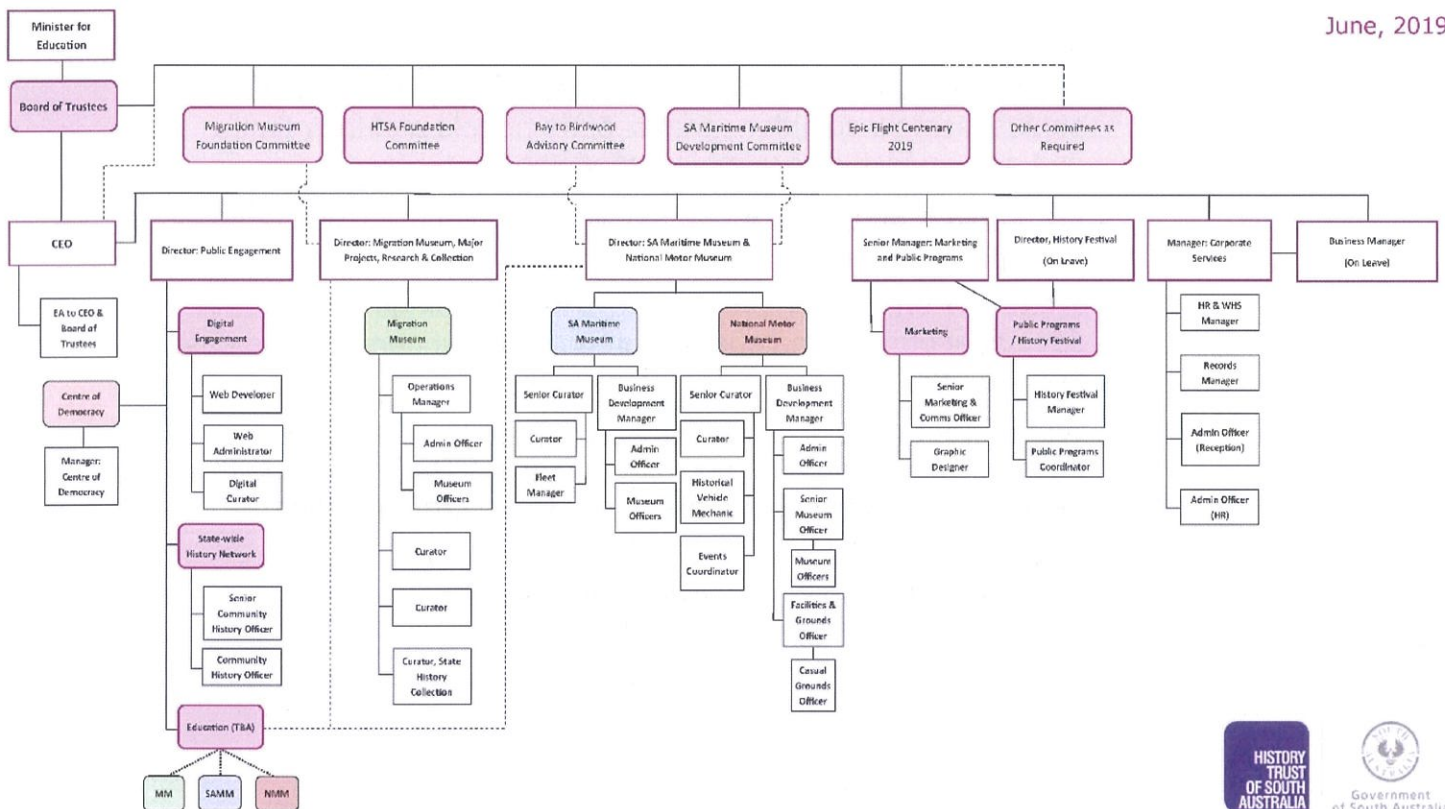 June, 2019
Minister for
Education
Board of Trustees
Migration Museum
Foundation Committee
HTSA Foundation
Committee
Bay to Birdwood
Advisory Committee
SA Maritime Museum
Development Committee
Epic Flight Centenary
2019
Other Committees as
Required
CEO
Director: Public Engagement
Director: Migration Museum, Major
Projects, Research & Collection
Director: SA Maritime Museum &
National Motor Museum
Senior Manager: Marketing
and Public Programs
Director, History Festival
(On Leave)
Manager: Corporate
Services
Business Manager
(On Leave)
EA to CEO &
Board of
Trustees
Centre of
Democracy
Manager:
Centre of
Democracy
Digital
Engagement
Web Developer
Web
Administrator
Digital
Curator
State-wide
History Network
Senior
Community
History Officer
Community
History Officer
Education (TBA)
MM
SAMM
NMM
Migration
Museum
Operations
Manager
Admin Officer
Museum
Officers
Curator
Curator
Curator, State
History
Collection
SA Maritime
Museum
Senior Curator
Curator
Fleet
Manager
Business
Development
Manager
Admin
Officer
Museum
Officers
National Motor
Museum
Senior Curator
Curator
Historical
Vehicle
Mechanic
Events
Coordinator
Business
Development
Manager
Admin
Officer
Senior
Museum
Officer
Museum
Officers
Facilities &
Grounds
Officer
Casual
Grounds
Officer
Marketing
Senior
Marketing &
Comms Officer
Graphic
Designer
Public Programs
/ History Festival
History Festival
Manager
Public Programs
Coordinator
HR & WHS
Manager
Records
Manager
Admin Officer
(Reception)
Admin Officer
(HR)
HISTORY
TRUST
OF SOUTH
AUSTRALIA
SOUTH
AUSTRALIA
Government
of South Australia